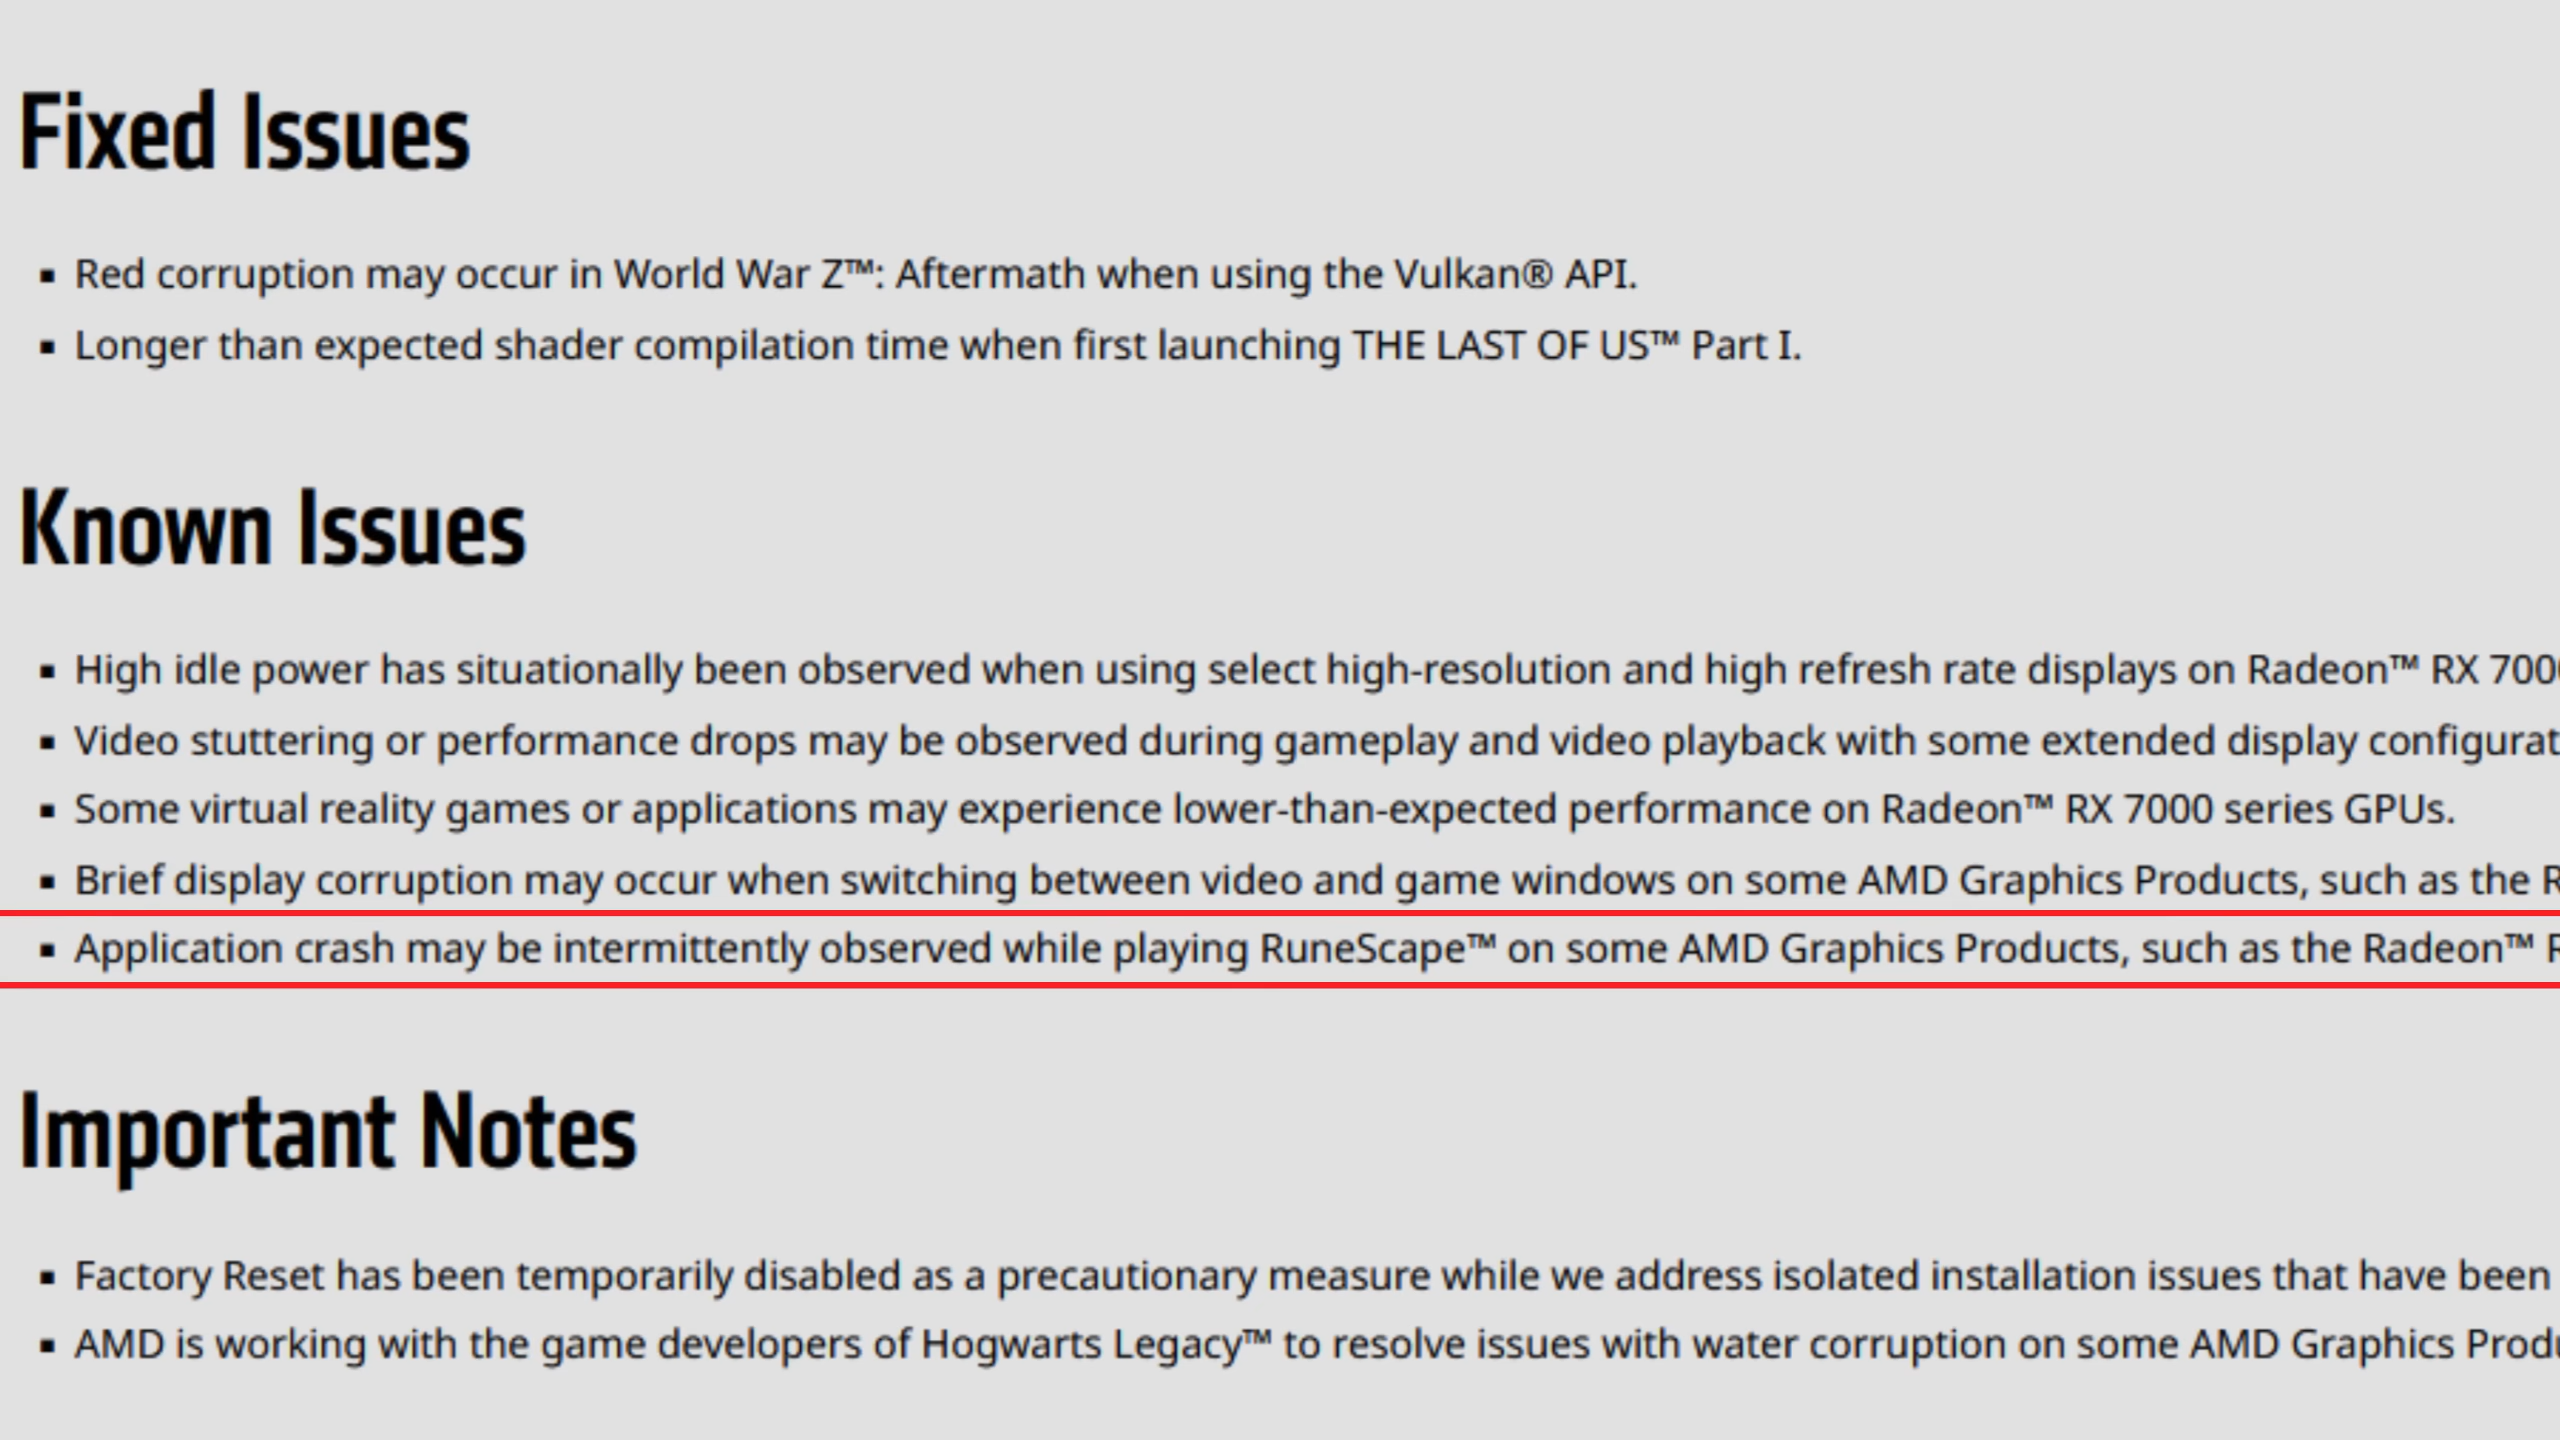 Fixed Issues
▪ Red corruption may occur in World War Z™: Aftermath when using the Vulkan® API.
▪ Longer than expected shader compilation time when first launching THE LAST OF US™ Part I.
Known Issues
▪ High idle power has situationally been observed when using select high-resolution and high refresh rate displays on Radeon™ RX
▪ Video stuttering or performance drops may be observed during gameplay and video playback with some extended display
▪ Some virtual reality games or applications may experience lower-than-expected performance on Radeon™ RX 7000 series GPUs.
▪ Brief display corruption may occur when switching between video and game windows on some AMD Graphics Products, such as the
▪ Application crash may be intermittently observed while playing RuneScape™ on some AMD Graphics Products, such as the Radeon™
Important Notes
▪ Factory Reset has been temporarily disabled as a precautionary measure while we address isolated installation issues that have been
▪ AMD is working with the game developers of Hogwarts Legacy™ to resolve issues with water corruption on some AMD Graphics